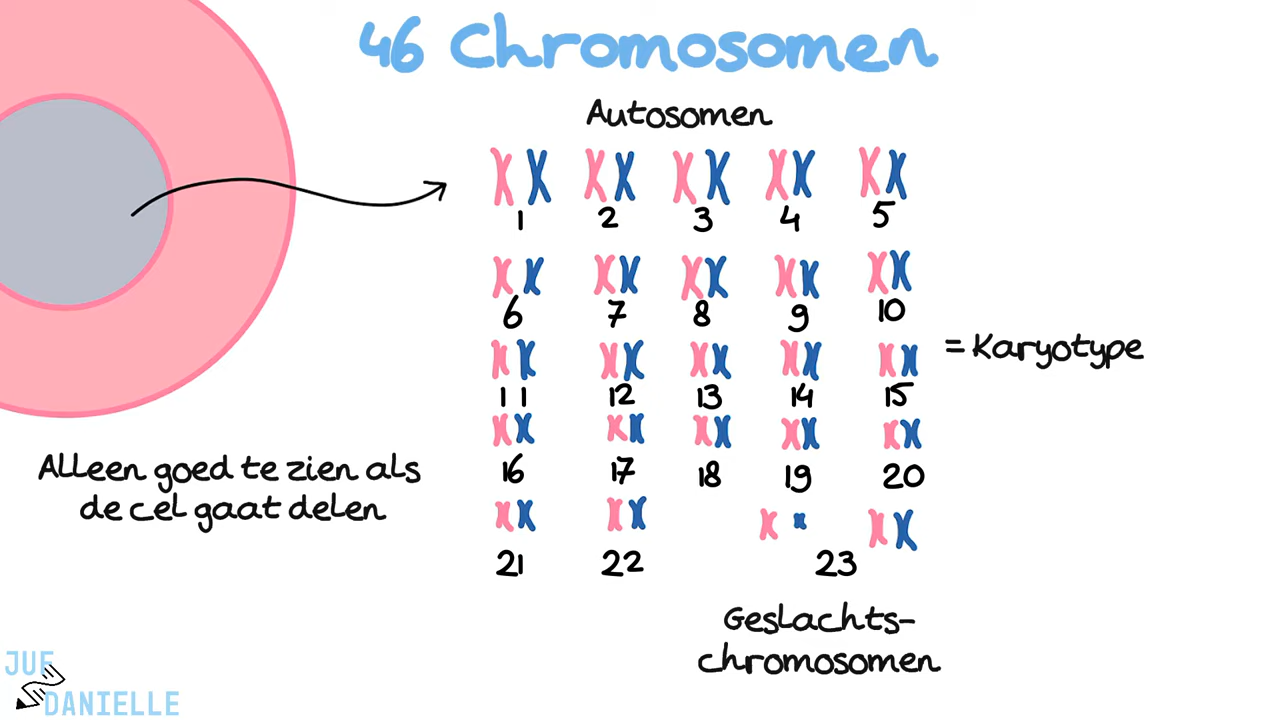 46 Chromosomen
Autosomen
1 2 3 4 5
6 7 8 9 10
= Karyotype
11 12 13 14 15
16 17 18 19 20
21 22 23
Alleen goed te zien als
de cel gaat delen
Geslachts-
chromosomen
JUF
DANIELLE